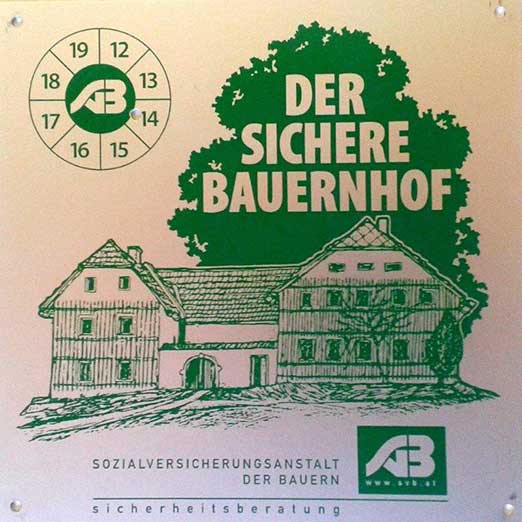 19 12
18 13
17 14
16 15
DER
SICHERE
BAUERNHOF
SOZIALVERSICHERUNGSANSTALT
DER BAUERN
www.svb.at
sicherheitsberatung